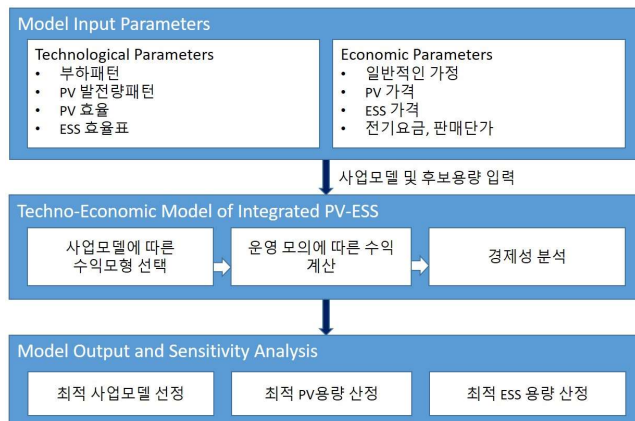 Model Input Parameters
Technological Parameters
• 부하패턴
• PV 발전량패턴
• PV 효율
• ESS 효율표
Economic Parameters
• 일반적인 가정
• PV 가격
• ESS 가격
• 전기요금, 판매단가
사업모델 및 후보용량 입력
Techno-Economic Model of Integrated PV-ESS
사업모델에 따른
수익모형 선택
운영 모의에 따른 수익
계산
경제성 분석
Model Output and Sensitivity Analysis
최적 사업모델 선정
최적 PV용량 산정
최적 ESS 용량 산정